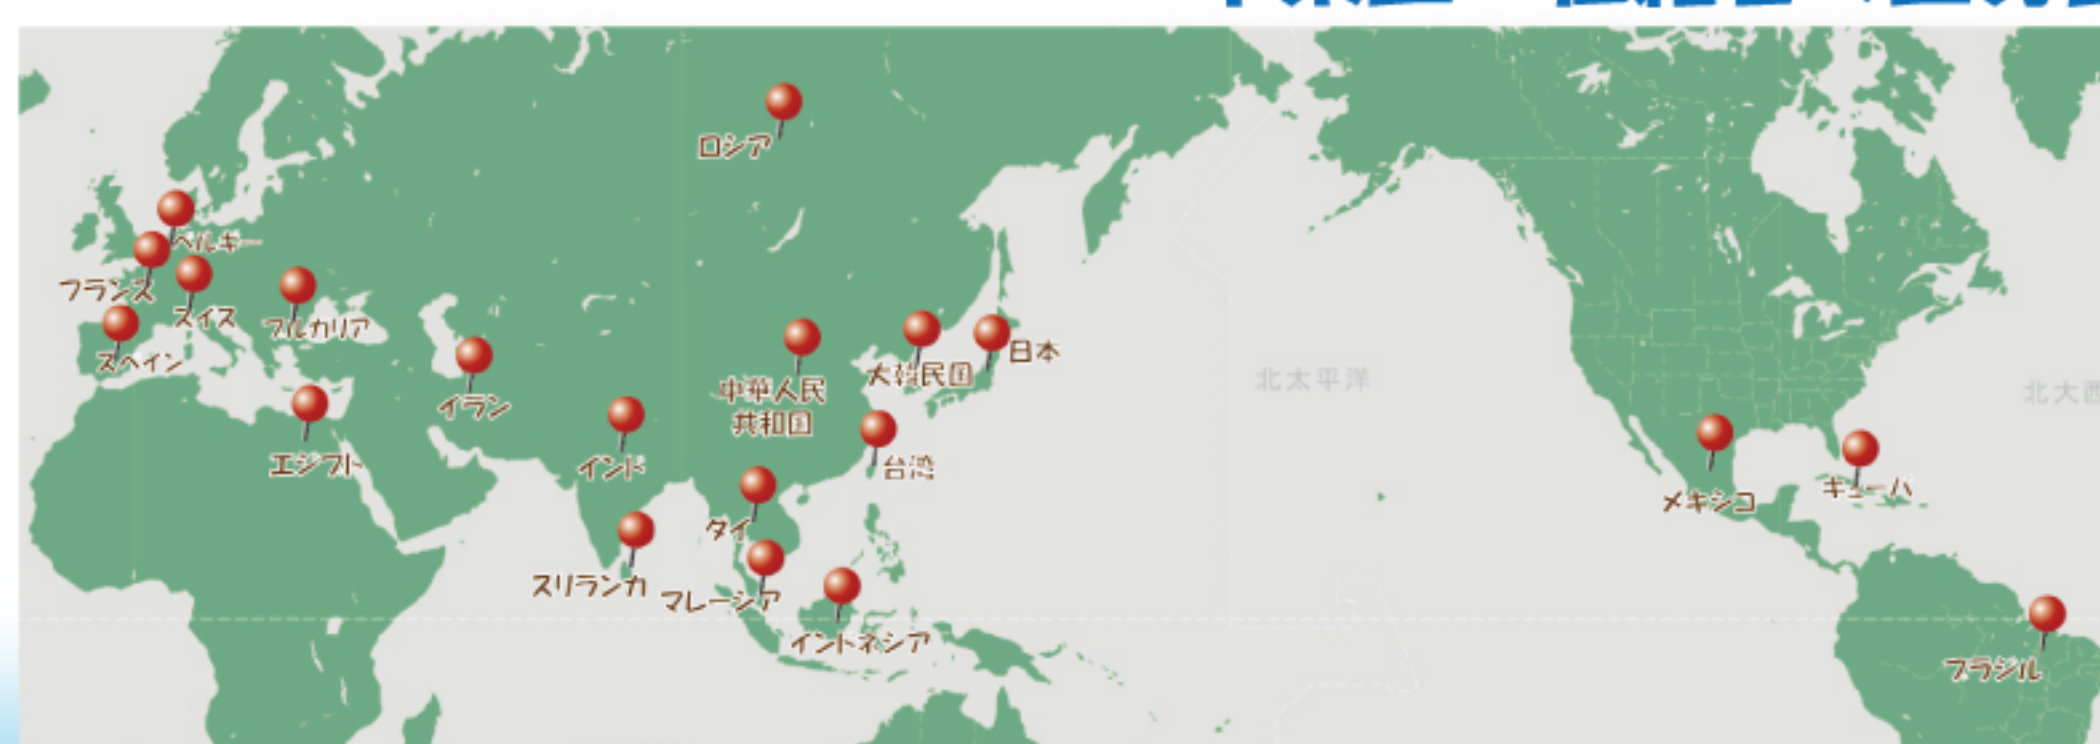 ロシア
ベルギー
フランス
スイス
ブルガリア
スペイン
イラン
エジプト
インド
中華人民
共和国
大韓民国
日本
北太平洋
台湾
タイ
スリランカ
マレーシア
インドネシア
メキシコ
キューバ
ブラジル
北大西